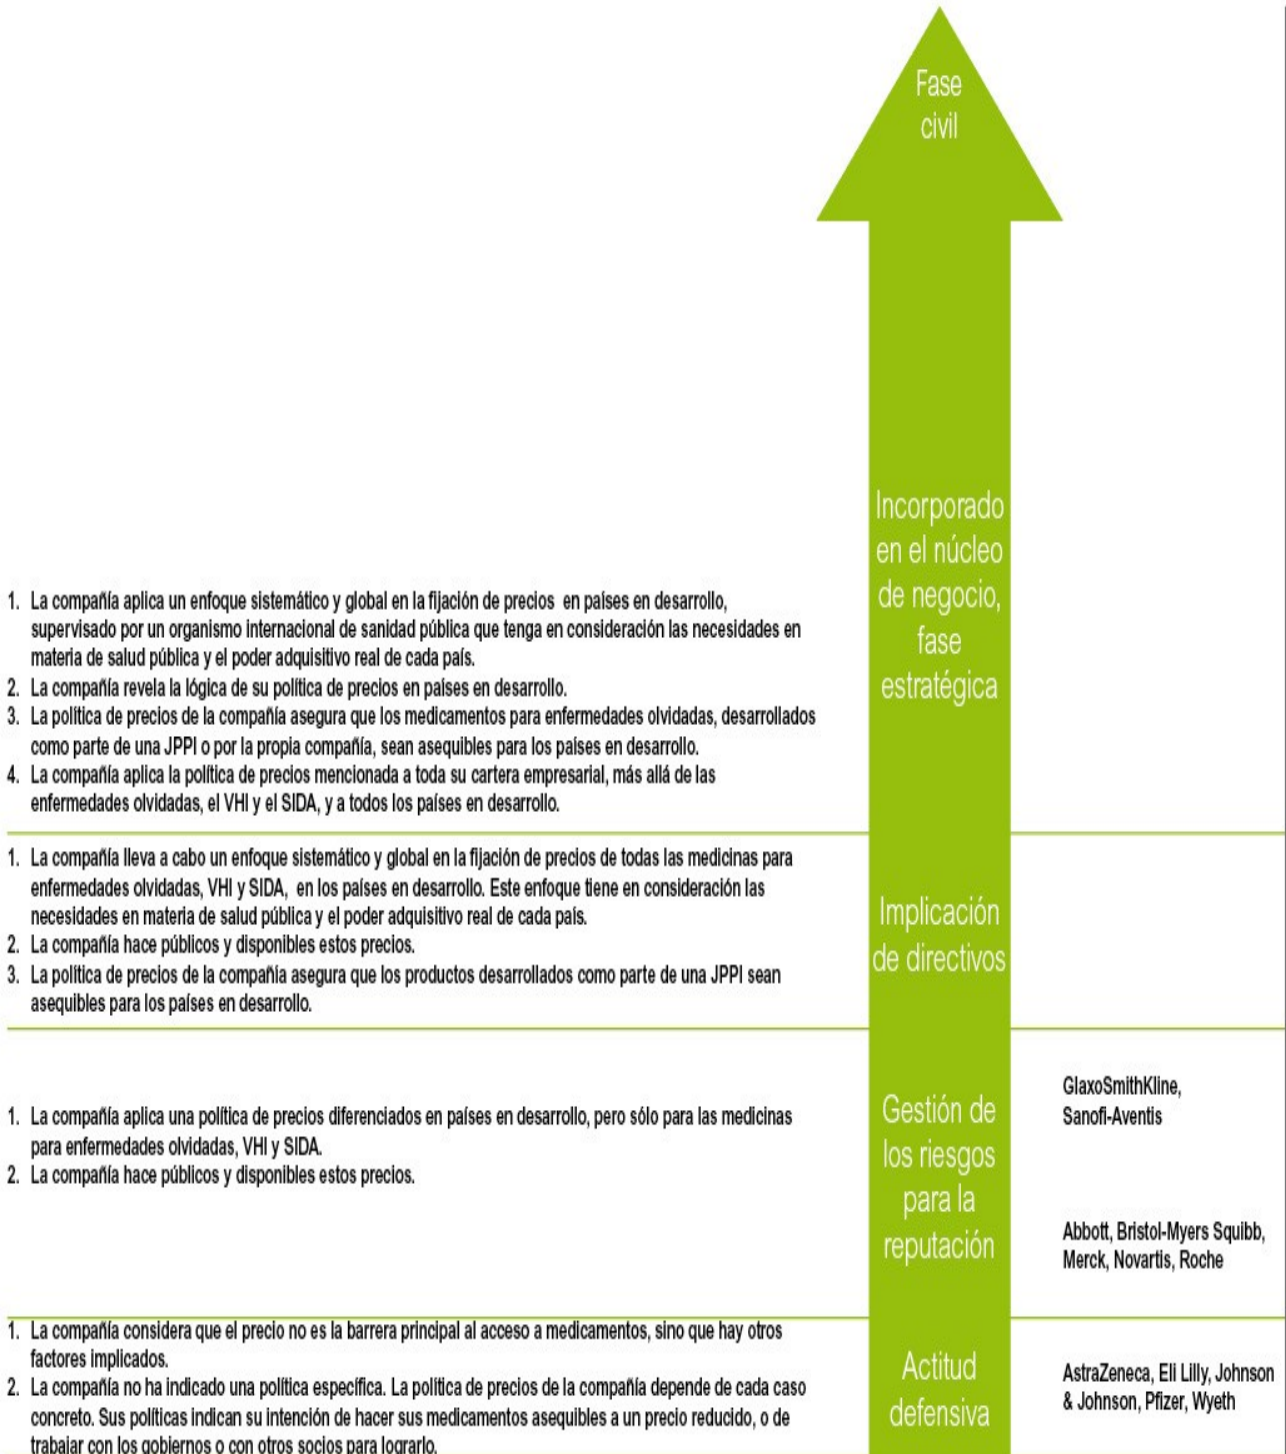 Fase
civil
Incorporado
en el núcleo
de negocio,
fase
estratégica
1. La compañía aplica un enfoque sistemático y global en la fijación de precios en países en desarrollo,
supervisado por un organismo internacional de sanidad pública que tenga en consideración las necesidades en
materia de salud pública y el poder adquisitivo real de cada país.
2. La compañía revela la lógica de su política de precios en países en desarrollo.
3. La política de precios de la compañía asegura que los medicamentos para enfermedades olvidadas, desarrollados
como parte de una JPPI o por la propia compañía, sean asequibles para los países en desarrollo.
4. La compañía aplica la política de precios mencionada a toda su cartera empresarial, más allá de las
enfermedades olvidadas, el VHI y el SIDA, y a todos los países en desarrollo.
1. La compañía lleva a cabo un enfoque sistemático y global en la fijación de precios de todas las medicinas para
enfermedades olvidadas, VHI y SIDA, en los países en desarrollo. Este enfoque tiene en consideración las
necesidades en materia de salud pública y el poder adquisitivo real de cada país.
2. La compañía hace públicos y disponibles estos precios.
3. La política de precios de la compañía asegura que los productos desarrollados como parte de una JPPI sean
asequibles para los países en desarrollo.
Implicación
de directivos
1. La compañía aplica una política de precios diferenciados en países en desarrollo, pero sólo para las medicinas
para enfermedades olvidadas, VHI y SIDA.
2. La compañía hace públicos y disponibles estos precios.
Gestión de
los riesgos
para la
reputación
GlaxoSmithKline,
Sanofi-Aventis
Abbott, Bristol-Myers Squibb,
Merck, Novartis, Roche
1. La compañía considera que el precio no es la barrera principal al acceso a medicamentos, sino que hay otros
factores implicados.
2. La compañía no ha indicado una política específica. La política de precios de la compañía depende de cada caso
concreto. Sus políticas indican su intención de hacer sus medicamentos asequibles a un precio reducido, o de
trabajar con los gobiernos o con otros socios para lograrlo.
Actitud
defensiva
AstraZeneca, Eli Lilly, Johnson
& Johnson, Pfizer, Wyeth